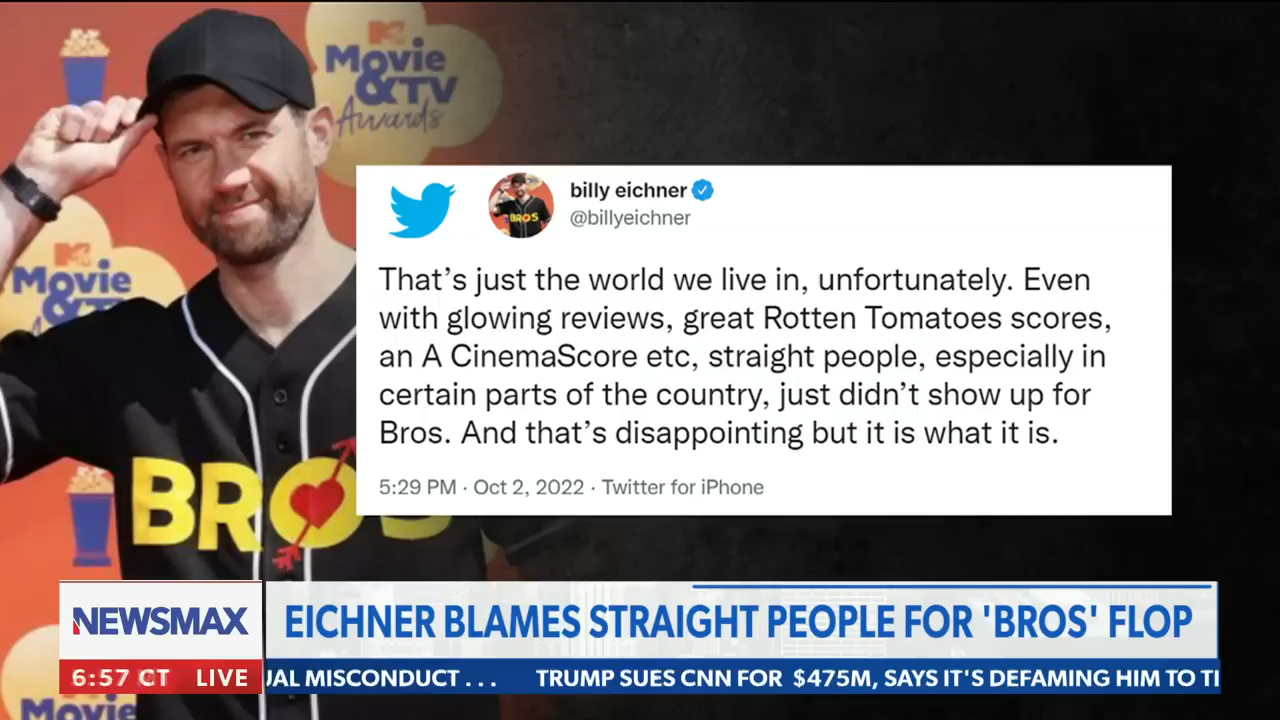 MTV
Movie
&TV
Awards
MTV
Movie
&
BROS
billy eichner
@billyeichner
BROS
That’s just the world we live in, unfortunately. Even
with glowing reviews, great Rotten Tomatoes scores,
an A CinemaScore etc, straight people, especially in
certain parts of the country, just didn’t show up for
Bros. And that’s disappointing but it is what it is.
5:29 PM · Oct 2, 2022 · Twitter for iPhone
NEWSMAX
EICHNER BLAMES STRAIGHT PEOPLE FOR 'BROS' FLOP
6:57 CT LIVE
UAL MISCONDUCT . . . TRUMP SUES CNN FOR $475M, SAYS IT'S DEFAMING HIM TO TI
Movie